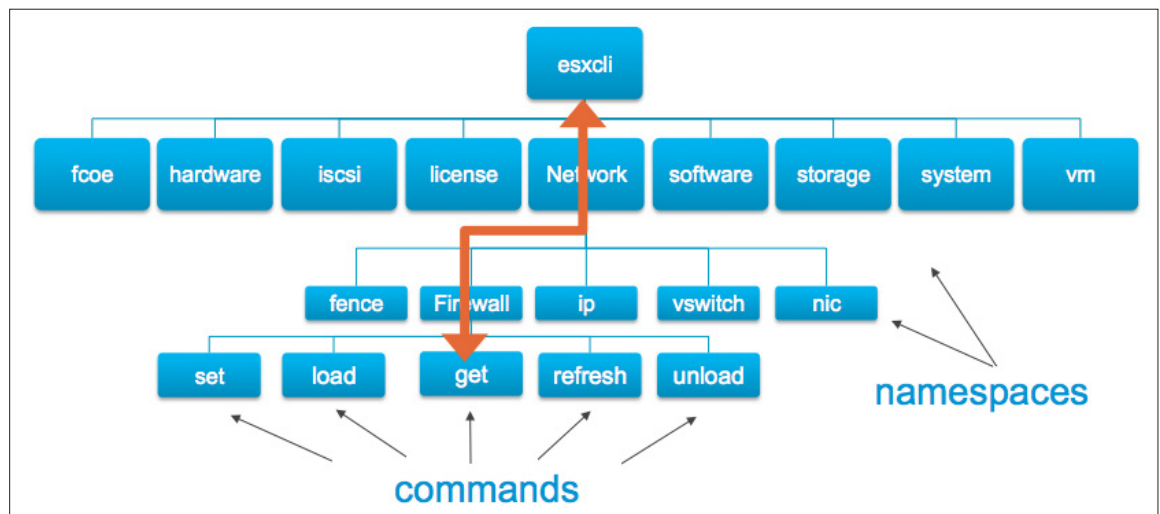 esxcli
fcoe hardware iscsi license Network software storage system vm
fence Firewall ip vswitch nic
set load get refresh unload
namespaces
commands